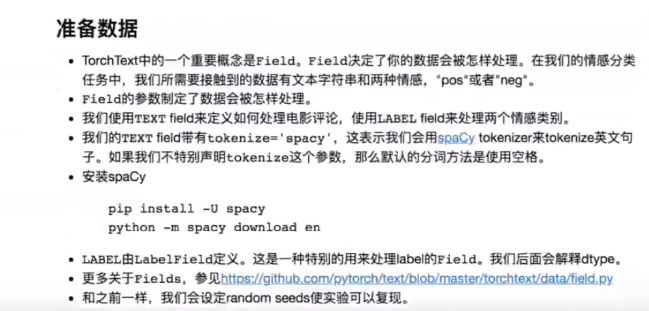 准备数据
• TorchText中的一个重要概念是Field。Field决定了你的数据会被怎样处理。在我们的情感分类
任务中，我们所需要接触到的数据有文本字符串和两种情感，"pos"或者"neg"。
• Field的参数制定了数据会被怎样处理。
• 我们使用TEXT field来定义如何处理电影评论，使用LABEL field来处理两个情感类别。
• 我们的TEXT field带有tokenize='spacy'，这表示我们会用spaCy tokenizer来tokenize英文句
子。如果我们不特别声明tokenize这个参数，那么默认的分词方法是使用空格。
• 安装spaCy
pip install -U spacy
python -m spacy download en
• LABEL由LabelField定义。这是一种特别的用来处理label的Field。我们后面会解释dtype。
• 更多关于Fields，参见https://github.com/pytorch/text/blob/master/torchtext/data/field.py
• 和之前一样，我们会设定random seeds使实验可以复现。